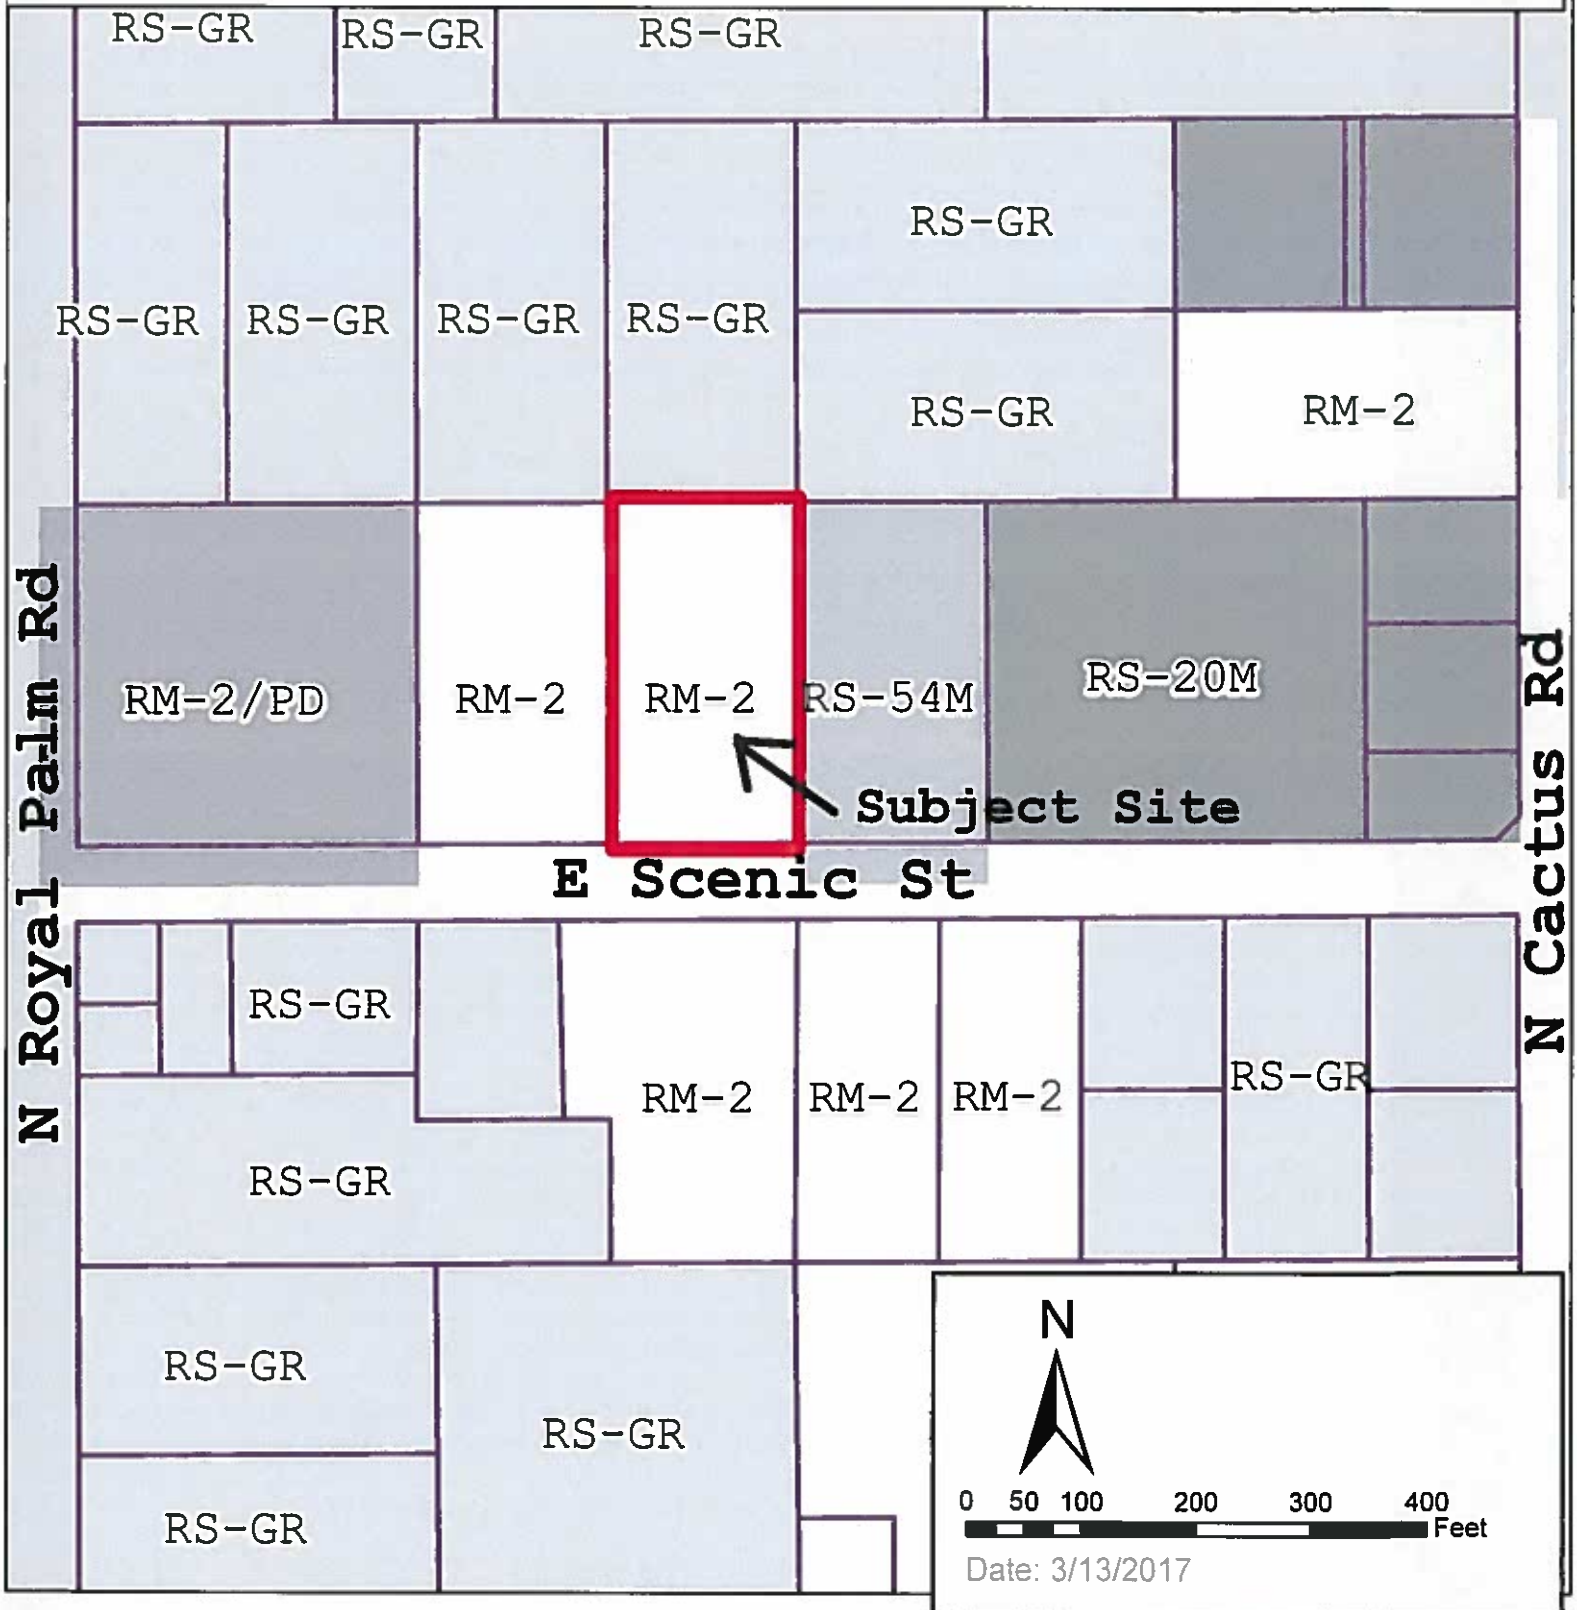 RS-GR
RS-GR
RS-GR
RS-GR
RS-GR
RS-GR
RS-GR
RS-GR
RS-GR
RM-2
RM-2/PD
RM-2
RM-2
RS-54M
RS-20M
Subject Site
N Royal Palm Rd
N Cactus Rd
E Scenic St
RS-GR
RM-2
RM-2
RM-2
RS-GR
RS-GR
RS-GR
RS-GR
RS-GR
N
0 50 100 200 300 400
Feet
Date: 3/13/2017